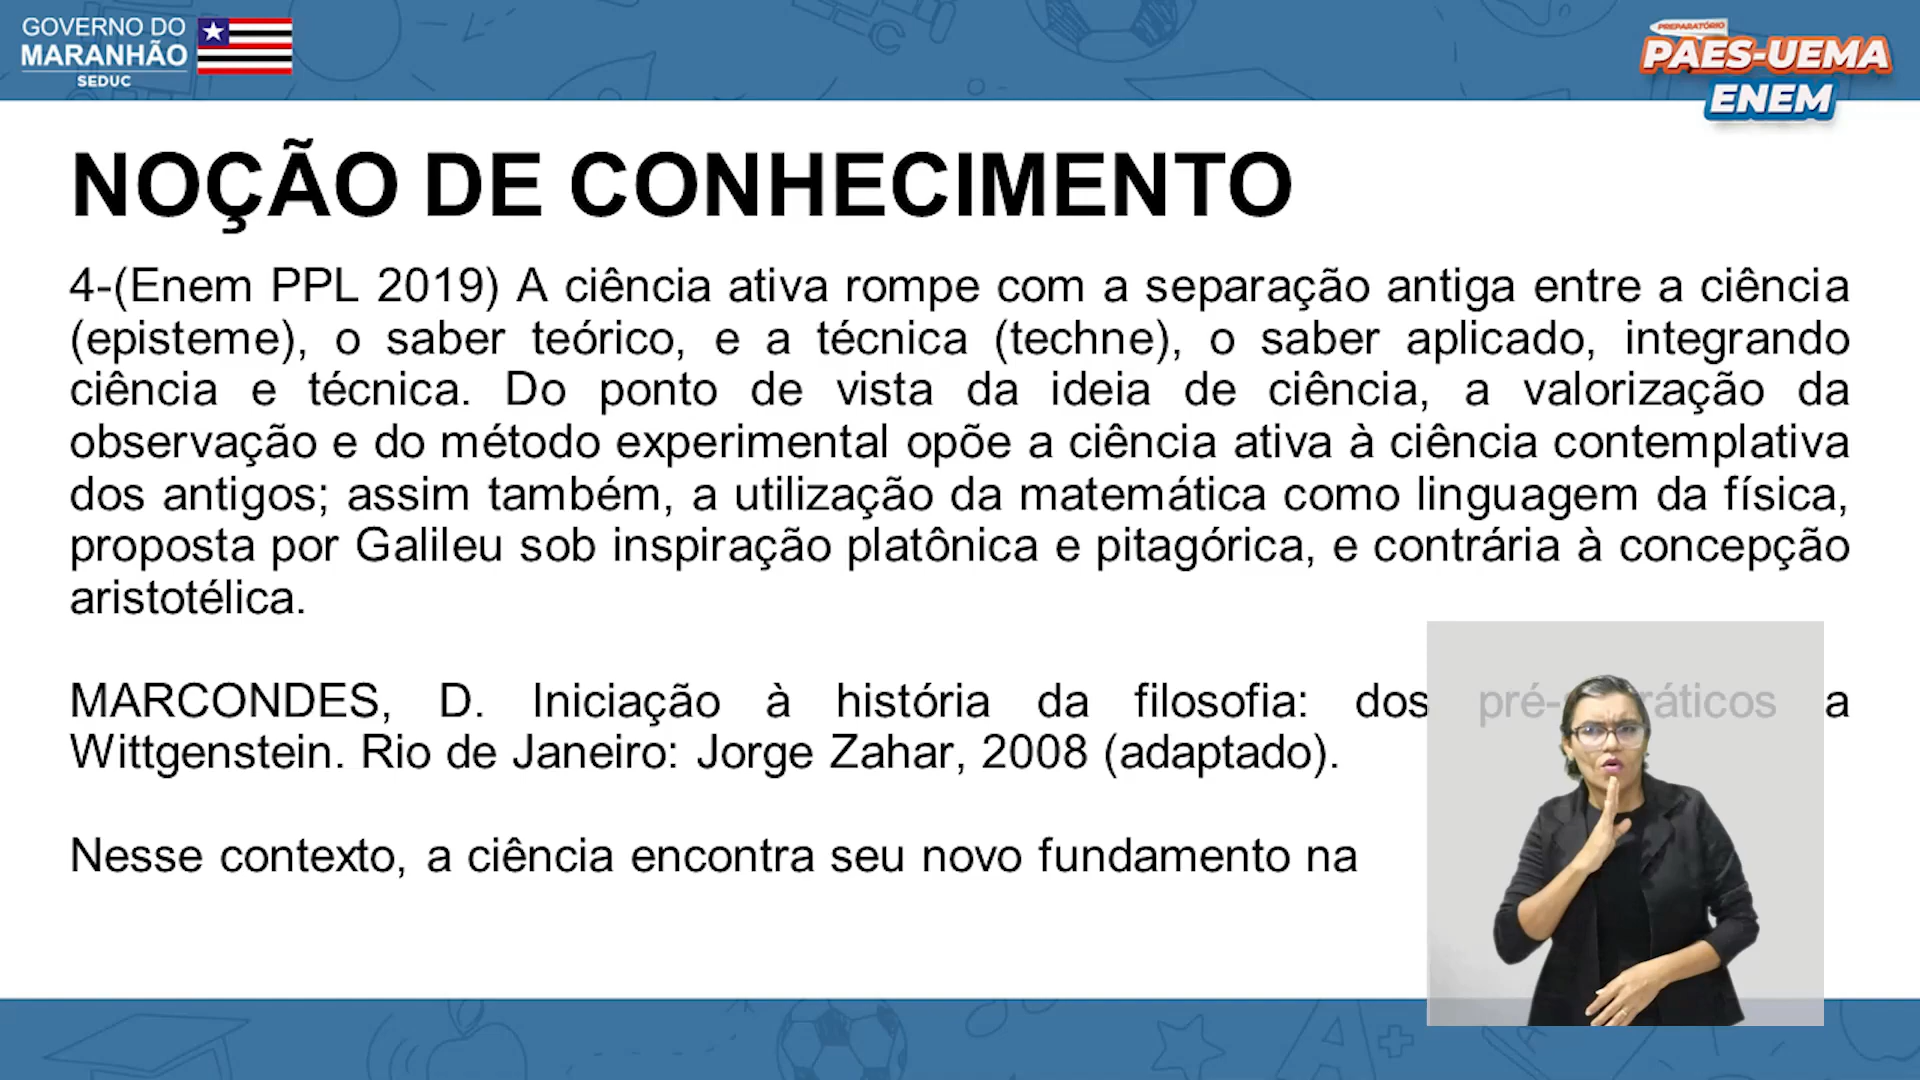 GOVERNO DO
MARANHÃO
SEDUC
PREPARATÓRIO
PAES-UEMA
ENEM
NOÇÃO DE CONHECIMENTO
4-(Enem PPL 2019) A ciência ativa rompe com a separação antiga entre a ciência
(episteme), o saber teórico, e a técnica (techne), o saber aplicado, integrando
ciência e técnica. Do ponto de vista da ideia de ciência, a valorização da
observação e do método experimental opõe a ciência ativa à ciência contemplativa
dos antigos; assim também, a utilização da matemática como linguagem da física,
proposta por Galileu sob inspiração platônica e pitagórica, e contrária à concepção
aristotélica.
MARCONDES, D. Iniciação à história da filosofia: dos a
Wittgenstein. Rio de Janeiro: Jorge Zahar, 2008 (adaptado).
Nesse contexto, a ciência encontra seu novo fundamento na
A+